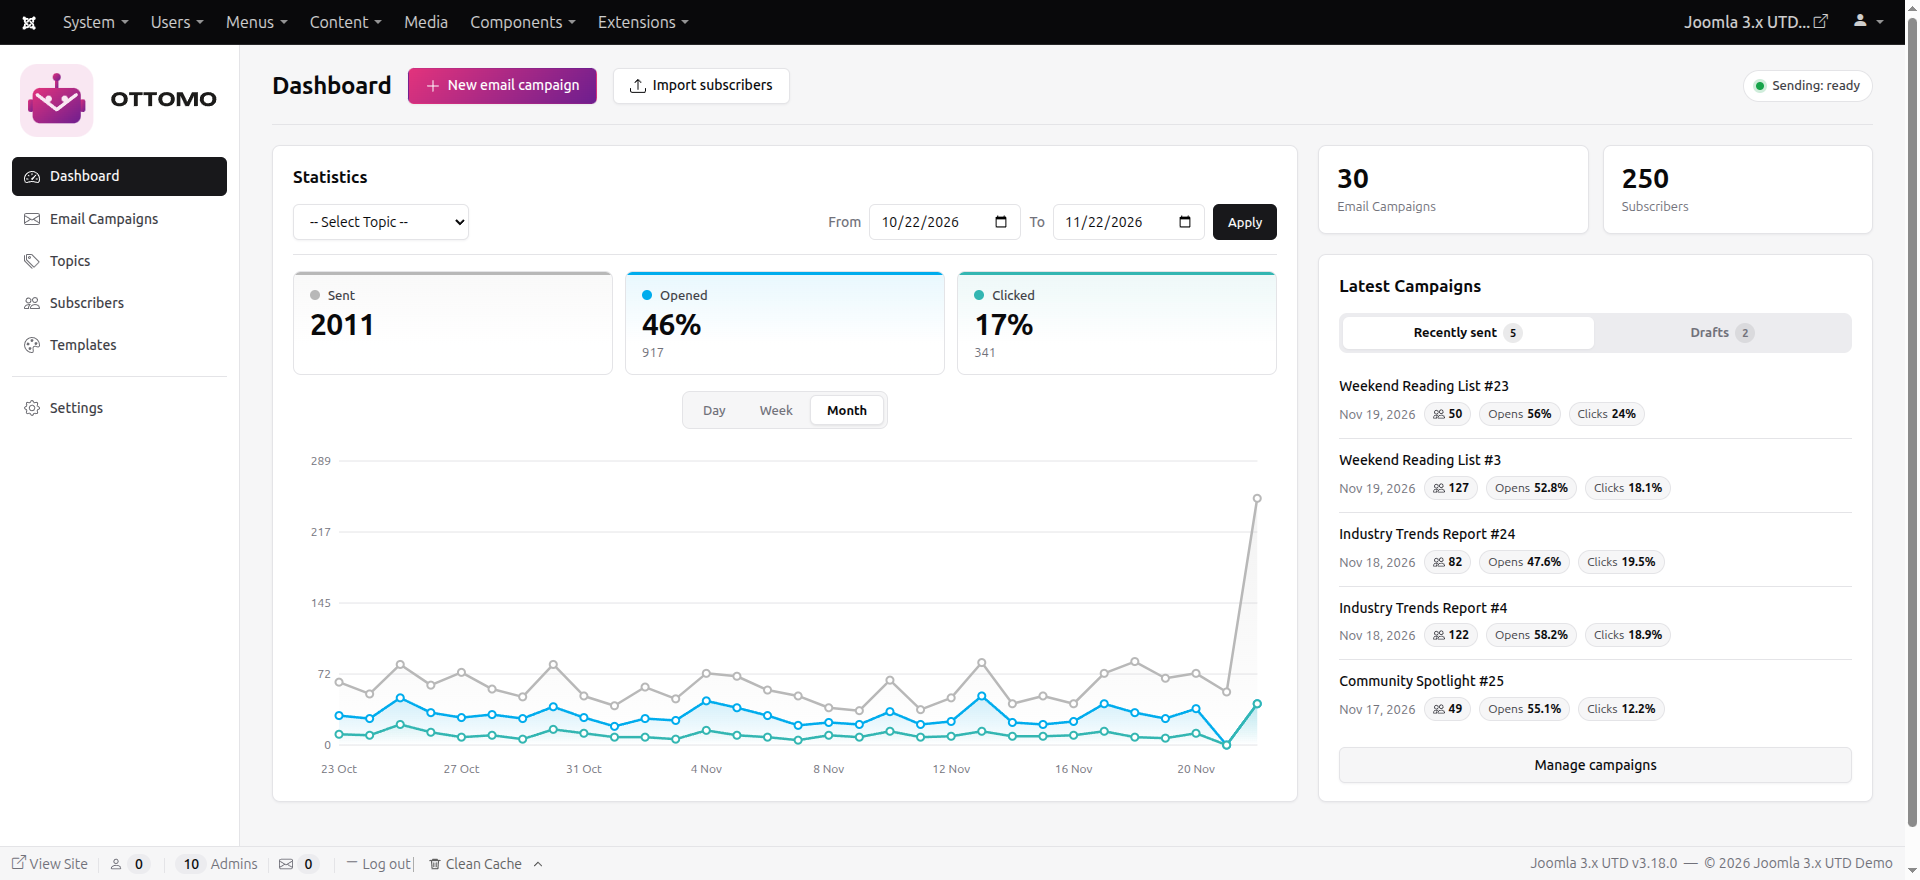 System Users Menus Content Media Components Extensions Joomla 3.x UTD...
OTTOMO
Dashboard
Email Campaigns
Topics
Subscribers
Templates
Settings
Dashboard
New email campaign
Import subscribers
Sending: ready
Statistics
-- Select Topic --
From 10/22/2026 To 11/22/2026 Apply
Sent
2011
Opened
46%
917
Clicked
17%
341
Day Week Month
289
217
145
72
0
23 Oct 27 Oct 31 Oct 4 Nov 8 Nov 12 Nov 16 Nov 20 Nov
30
Email Campaigns
250
Subscribers
Latest Campaigns
Recently sent 5 Drafts 2
Weekend Reading List #23
Nov 19, 2026 50 Opens 56% Clicks 24%
Weekend Reading List #3
Nov 19, 2026 127 Opens 52.8% Clicks 18.1%
Industry Trends Report #24
Nov 18, 2026 82 Opens 47.6% Clicks 19.5%
Industry Trends Report #4
Nov 18, 2026 122 Opens 58.2% Clicks 18.9%
Community Spotlight #25
Nov 17, 2026 49 Opens 55.1% Clicks 12.2%
Manage campaigns
View Site 0 10 Admins 0 Log out Clean Cache
Joomla 3.x UTD v3.18.0 — © 2026 Joomla 3.x UTD Demo